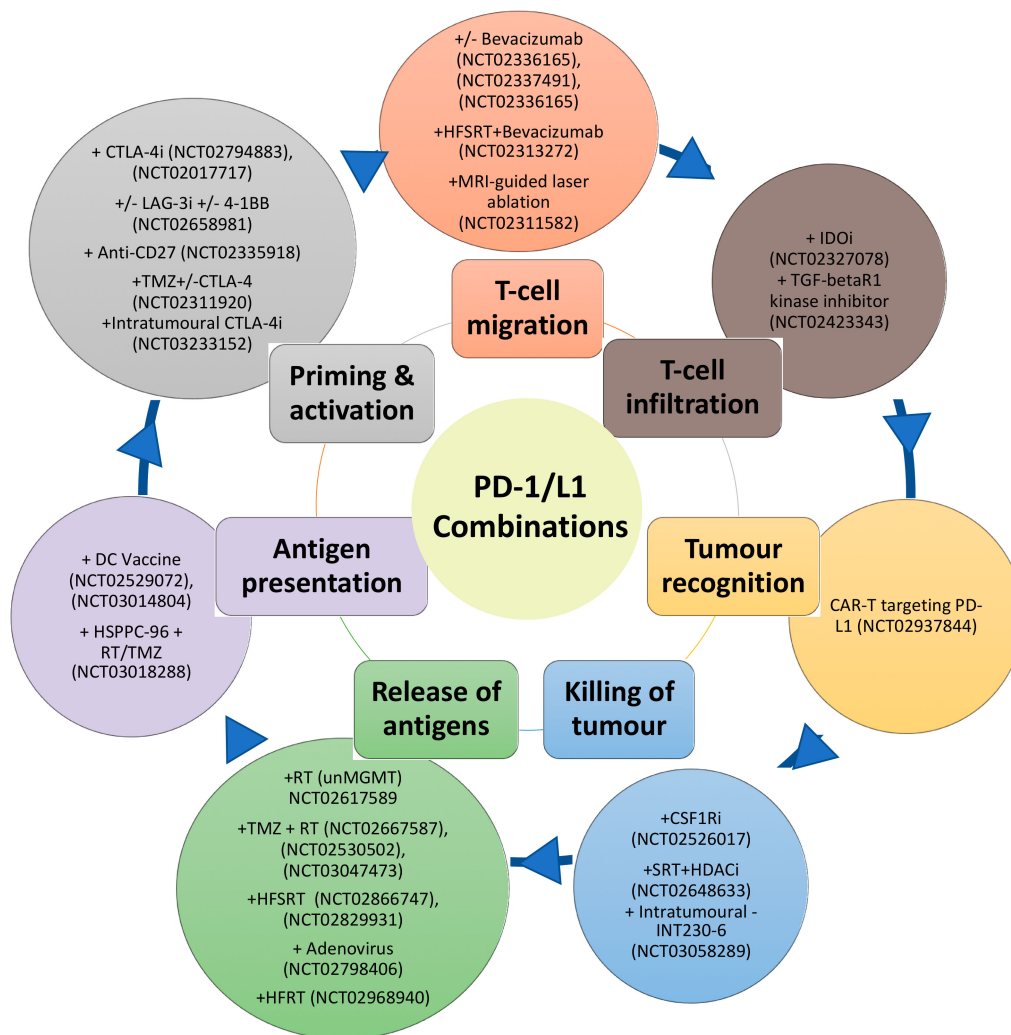 +/- Bevacizumab
(NCT02336165),
(NCT02337491),
(NCT02336165)
+HFSRT+Bevacizumab
(NCT02313272)
+MRI-guided laser
ablation
(NCT02311582)
T-cell
migration
+ IDOi
(NCT02327078)
+ TGF-betaR1
kinase inhibitor
(NCT02423343)
T-cell
infiltration
CAR-T targeting PD-
L1 (NCT02937844)
Tumour
recognition
+CSF1Ri
(NCT02526017)
+SRT+HDACi
(NCT02648633)
+ Intratumoural -
INT230-6
(NCT03058289)
Killing of
tumour
+RT (unMGMT)
NCT02617589
+TMZ + RT (NCT02667587),
(NCT02530502),
(NCT03047473)
+HFSRT (NCT02866747),
(NCT02829931)
+ Adenovirus
(NCT02798406)
+HFRT (NCT02968940)
Release of
antigens
+ DC Vaccine
(NCT02529072),
(NCT03014804)
+ HSPPC-96 +
RT/TMZ
(NCT03018288)
Antigen
presentation
+ CTLA-4i (NCT02794883),
(NCT02017717)
+/- LAG-3i +/- 4-1BB
(NCT02658981)
+ Anti-CD27 (NCT02335918)
+TMZ+/-CTLA-4
(NCT02311920)
+Intratumoural CTLA-4i
(NCT03233152)
Priming &
activation
PD-1/L1
Combinations